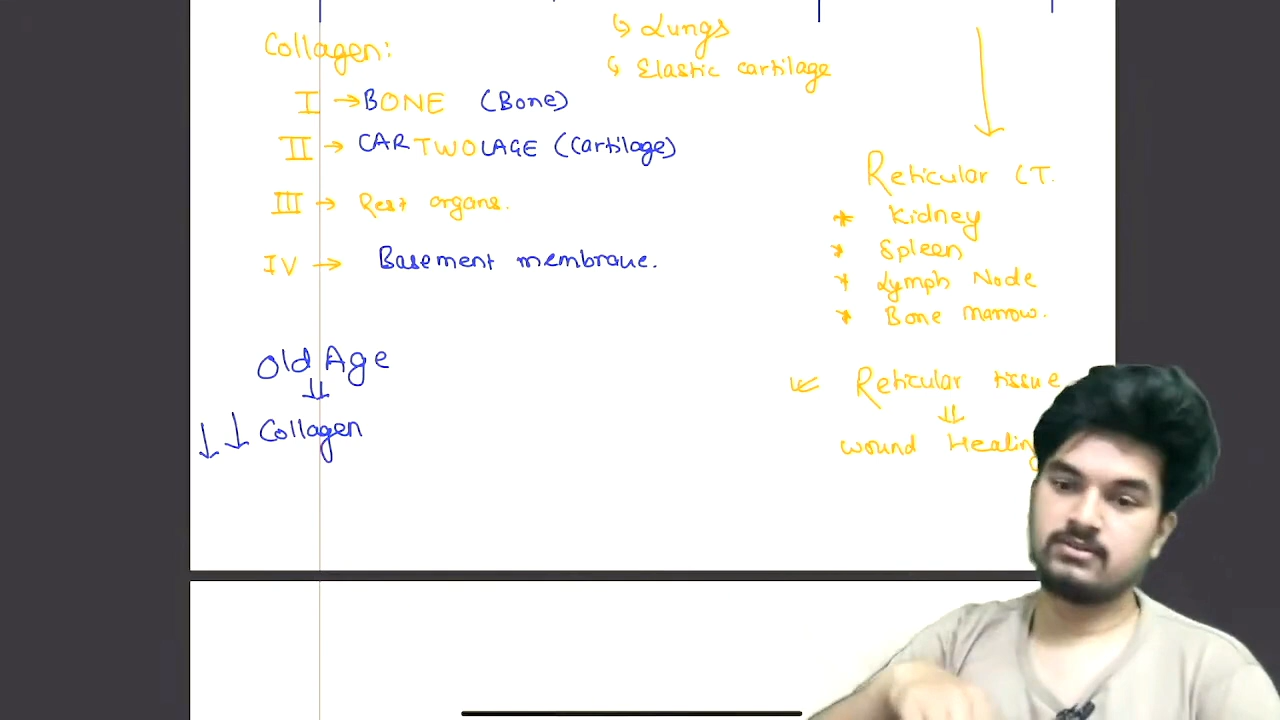 Collagen:
I → BONE (Bone)
II → CARTWOLAGE (Cartilage)
III → Rest organs.
IV → Basement membrane.
Old Age
⇓
↓↓ Collagen
↳ Lungs
↳ Elastic cartilage
Reticular C.T.
* Kidney
* Spleen
* Lymph Node
* Bone Marrow.
Reticular tissue
⇓
wound Healing